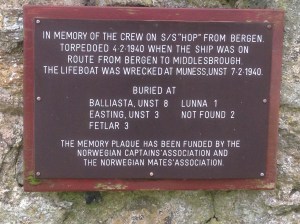 IN MEMORY OF THE CREW ON S/S "HOP" FROM BERGEN.
TORPEDOED 4-2-1940 WHEN THE SHIP WAS ON
ROUTE FROM BERGEN TO MIDDLESBROUGH.
THE LIFEBOAT WAS WRECKED AT MUNESS, UNST 7-2-1940.
BURIED AT
BALLIASTA, UNST 8 LUNNA 1
EASTING, UNST 3 NOT FOUND 2
FETLAR 3
THE MEMORY PLAQUE HAS BEEN FUNDED BY THE
NORWEGIAN CAPTAINS' ASSOCIATION AND
THE NORWEGIAN MATES' ASSOCIATION.